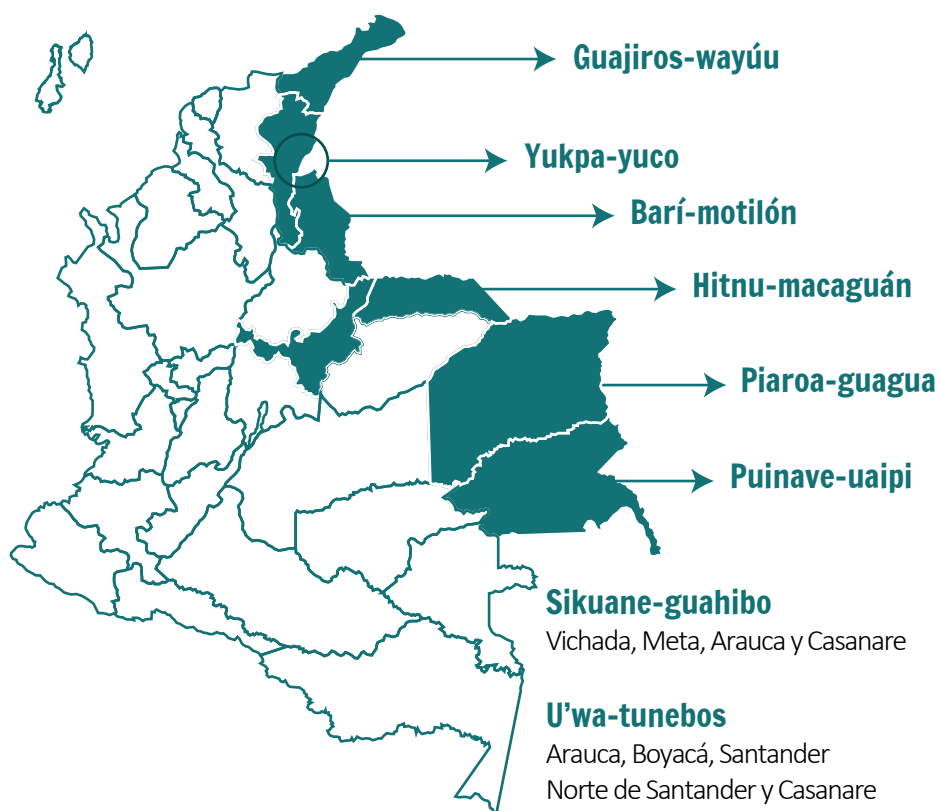 Guajiros-wayúu
Yukpa-yuco
Barí-motilón
Hitnu-macaguán
Piaroa-guagua
Puinave-uaipi
Sikuane-guahibo
Vichada, Meta, Arauca y Casanare
U'wa-tunebos
Arauca, Boyacá, Santander
Norte de Santander y Casanare